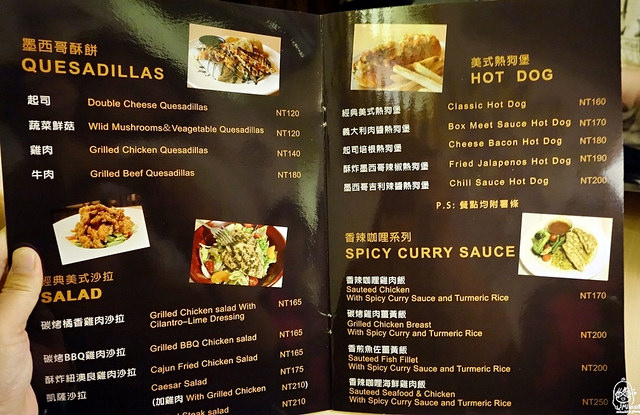 墨西哥酥餅
QUESADILLAS
起司 Double Cheese Quesadillas NT120
蔬菜鮮菇 Wlid Mushrooms&Veagetable Quesadillas NT120
雞肉 Grilled Chicken Quesadillas NT140
牛肉 Grilled Beef Quesadillas NT180
經典美式沙拉
SALAD
碳烤橘香雞肉沙拉 Grilled Chicken salad With NT165
Cilantro–Lime Dressing
碳烤BBQ雞肉沙拉 Grilled BBQ Chicken salad NT165
酥炸紐澳良雞肉沙拉 Cajun Fried Chicken Salad NT165
凱薩沙拉 Caesar Salad NT175
(加雞肉 With Grilled Chicken NT210)
Steak salad NT210
美式熱狗堡
HOT DOG
經典美式熱狗堡 Classic Hot Dog NT160
義大利肉醬熱狗堡 Box Meet Sauce Hot Dog NT170
起司培根熱狗堡 Cheese Bacon Hot Dog NT180
酥炸墨西哥辣椒熱狗堡 Fried Jalapenos Hot Dog NT190
墨西哥吉利辣醬熱狗堡 Chill Sauce Hot Dog NT200
P.S: 餐點均附薯條
香辣咖哩系列
SPICY CURRY SAUCE
香辣咖哩雞肉飯
Sauteed Chicken
With Spicy Curry Sauce and Turmeric Rice NT170
碳烤雞肉薑黃飯
Grilled Chicken Breast
With Spicy Curry and Turmeric Rice NT200
香煎魚佐薑黃飯
Sauteed Fish Fillet
With Spicy Curry Sauce and Turmeric Rice NT200
香辣咖哩海鮮雞肉飯
Sauteed Seafood & Chicken
With Spicy Curry Sauce and Turmeric Rice NT250